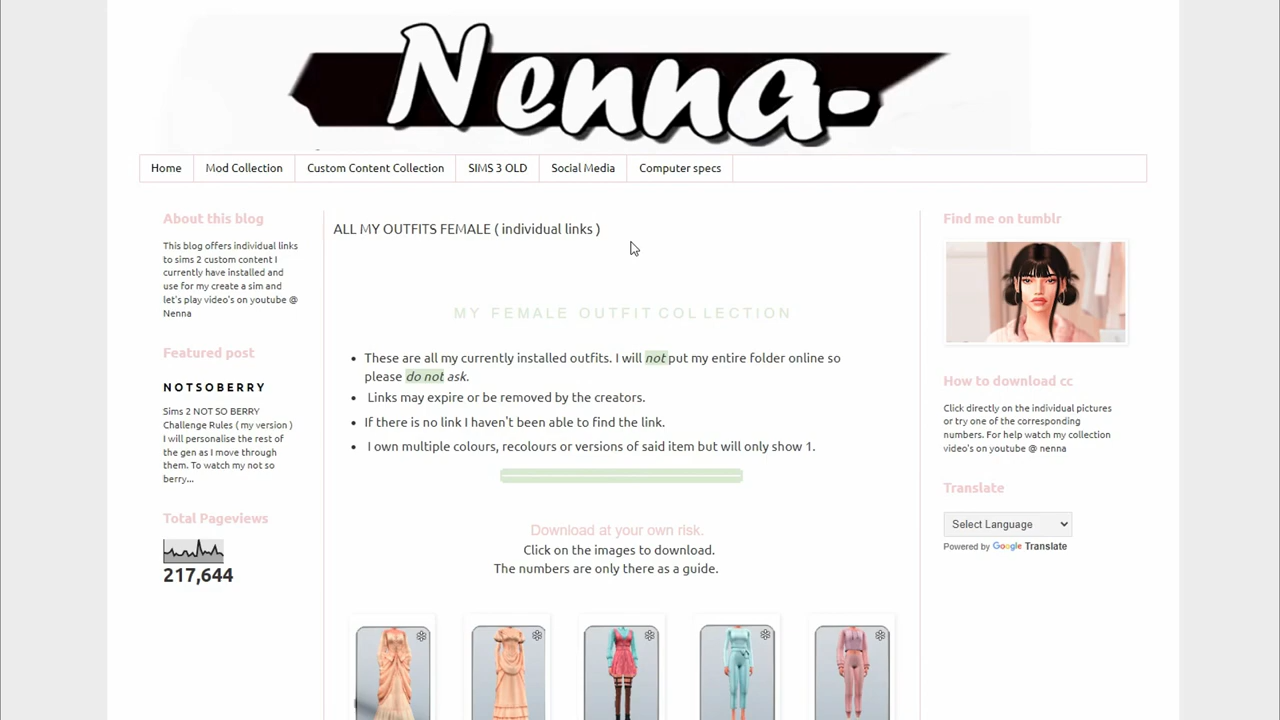 Nenna-
Home
Mod Collection
Custom Content Collection
SIMS 3 OLD
Social Media
Computer specs
About this blog
This blog offers individual links
to sims 2 custom content I
currently have installed and
use for my create a sim and
let's play video's on youtube @
Nenna
Featured post
NOTSOBERRY
Sims 2 NOT SO BERRY
Challenge Rules ( my version )
I will personalise the rest of
the gen as I move through
them. To watch my not so
berry...
Total Pageviews
217,644
ALL MY OUTFITS FEMALE ( individual links )
MY FEMALE OUTFIT COLLECTION
• These are all my currently installed outfits. I will not put my entire folder online so
please do not ask.
• Links may expire or be removed by the creators.
• If there is no link I haven't been able to find the link.
• I own multiple colours, recolours or versions of said item but will only show 1.
Download at your own risk.
Click on the images to download.
The numbers are only there as a guide.
Find me on tumblr
How to download cc
Click directly on the individual pictures
or try one of the corresponding
numbers. For help watch my collection
video's on youtube @ nenna
Translate
Select Language
Powered by Google Translate